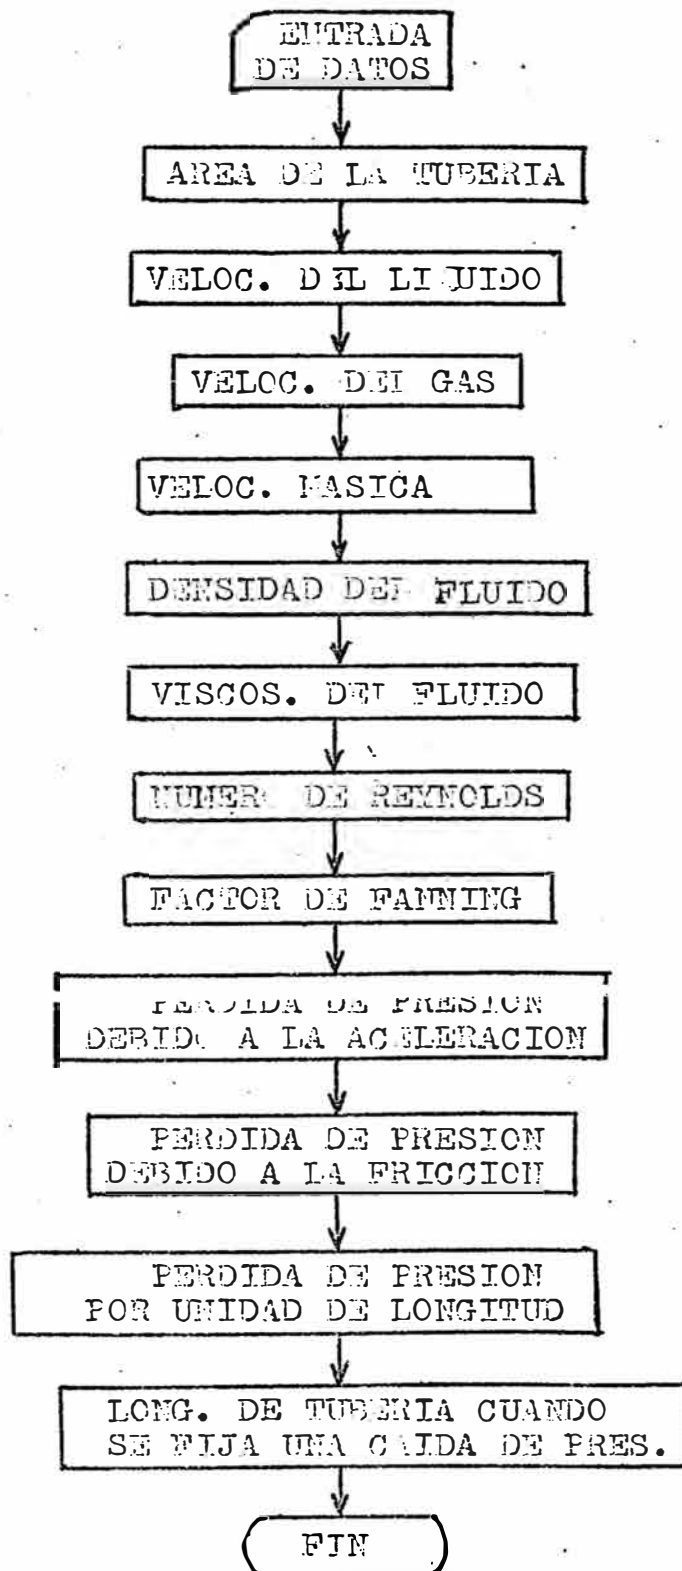 ENTRADA
DE DATOS
AREA DE LA TUBERIA
VELOC. DEL LIQUIDO
VELOC. DEL GAS
VELOC. MASICA
DENSIDAD DEL FLUIDO
VISCOS. DEL FLUIDO
NUMERO DE REYNOLDS
FACTOR DE FANNING
PERDIDA DE PRESION
DEBIDO A LA ACELERACION
PERDIDA DE PRESION
DEBIDO A LA FRICCION
PERDIDA DE PRESION
POR UNIDAD DE LONGITUD
LONG. DE TUBERIA CUANDO
SE FIJA UNA CAIDA DE PRES.
FIN